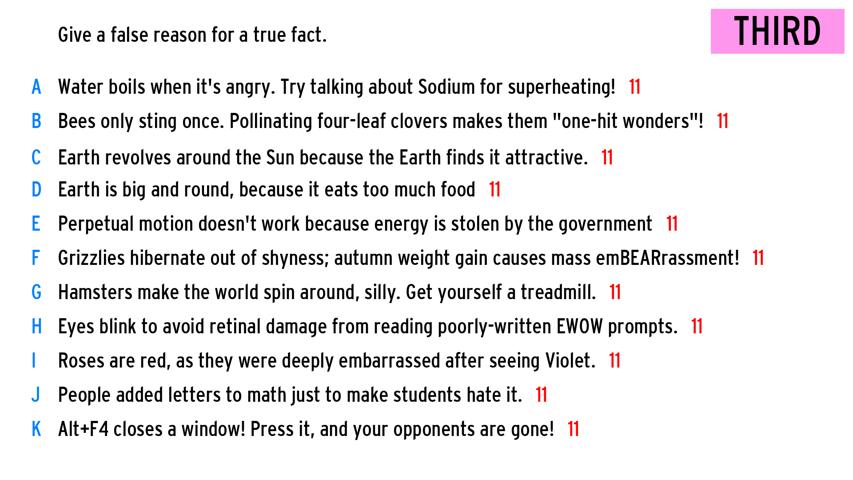 Give a false reason for a true fact.
THIRD
A Water boils when it's angry. Try talking about Sodium for superheating! 11
B Bees only sting once. Pollinating four-leaf clovers makes them "one-hit wonders"! 11
C Earth revolves around the Sun because the Earth finds it attractive. 11
D Earth is big and round, because it eats too much food 11
E Perpetual motion doesn't work because energy is stolen by the government 11
F Grizzlies hibernate out of shyness; autumn weight gain causes mass emBEARrassment! 11
G Hamsters make the world spin around, silly. Get yourself a treadmill. 11
H Eyes blink to avoid retinal damage from reading poorly-written EWOW prompts. 11
I Roses are red, as they were deeply embarrassed after seeing Violet. 11
J People added letters to math just to make students hate it. 11
K Alt+F4 closes a window! Press it, and your opponents are gone! 11